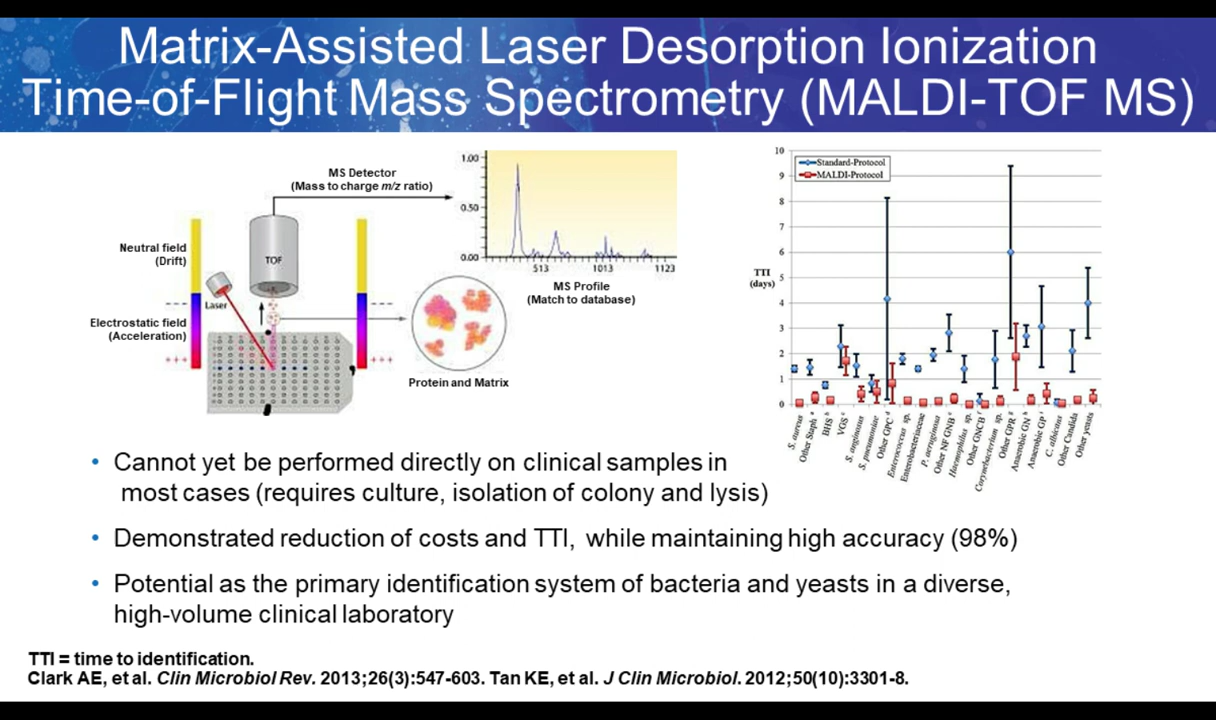 Matrix-Assisted Laser Desorption Ionization
Time-of-Flight Mass Spectrometry (MALDI-TOF MS)
MS Detector
(Mass to charge m/z ratio)
Neutral field
(Drift)
TOF
Laser
Electrostatic field
(Acceleration)
- - -
- - -
+++
+++
Protein and Matrix
1.00
0.50
0.00
513
1013
1123
MS Profile
(Match to database)
Standard-Protocol
MALDI-Protocol
TTI
(days)
10
9
8
7
6
5
4
3
2
1
0
S. aureus
Other Staph a
BHS b
VGS c
S. anginosus
S. pneumoniae
Other GPC d
Enterococcus sp.
Enterobacteriaceae
P. aeruginosa
Other NF GNB e
Haemophilus sp.
Other GNCB f
Corynebacterium sp.
Other GPR g
Anaerobic GN h
Anaerobic GP i
C. albicans
Other Candida
Other yeasts
• Cannot yet be performed directly on clinical samples in
most cases (requires culture, isolation of colony and lysis)
• Demonstrated reduction of costs and TTI, while maintaining high accuracy (98%)
• Potential as the primary identification system of bacteria and yeasts in a diverse,
high-volume clinical laboratory
TTI = time to identification.
Clark AE, et al. Clin Microbiol Rev. 2013;26(3):547-603. Tan KE, et al. J Clin Microbiol. 2012;50(10):3301-8.